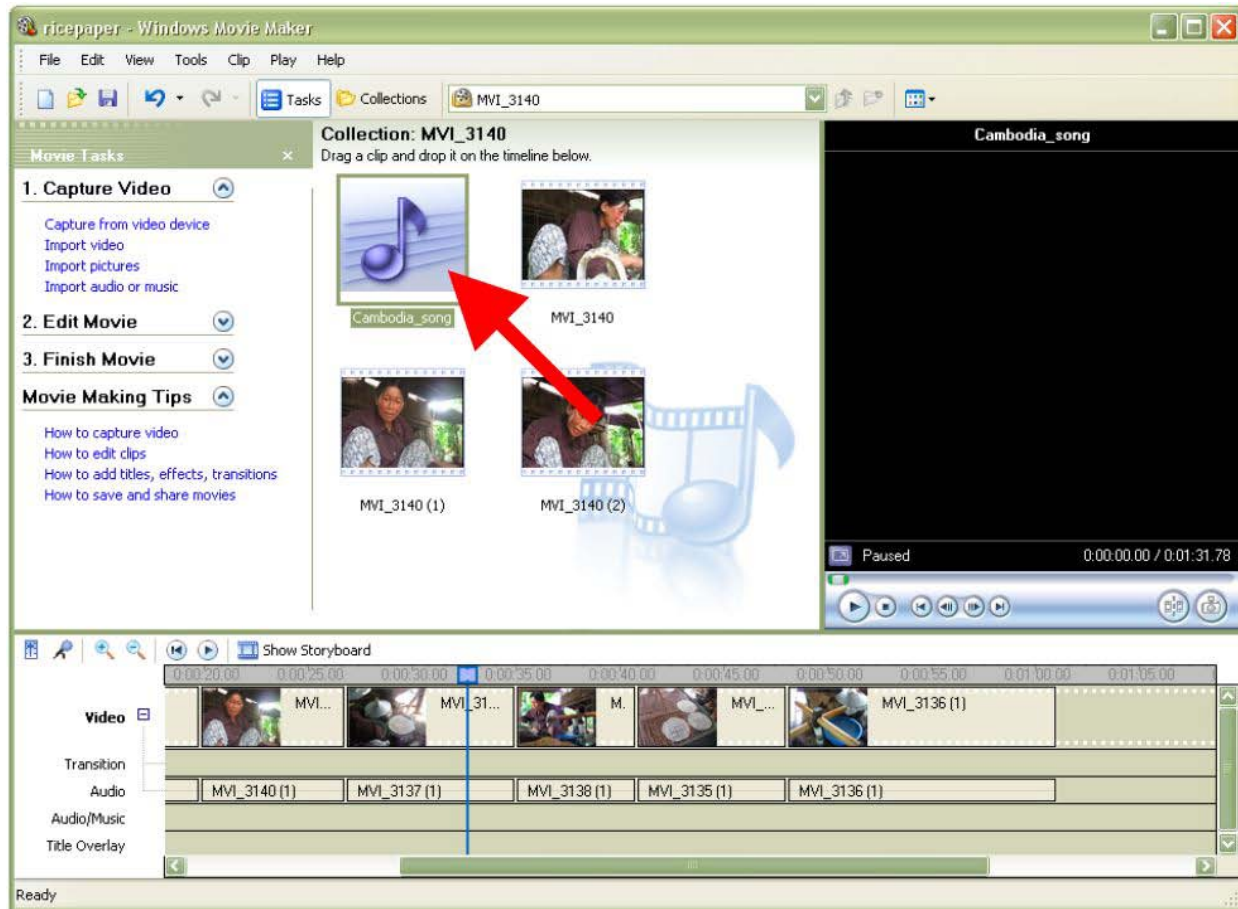 ricepaper - Windows Movie Maker
File Edit View Tools Clip Play Help
Tasks Collections MVI_3140
Movie Tasks
1. Capture Video
Capture from video device
Import video
Import pictures
Import audio or music
2. Edit Movie
3. Finish Movie
Movie Making Tips
How to capture video
How to edit clips
How to add titles, effects, transitions
How to save and share movies
Collection: MVI_3140
Drag a clip and drop it on the timeline below.
Cambodia_song
MVI_3140
MVI_3140 (1)
MVI_3140 (2)
Cambodia_song
Paused 0:00:00.00 / 0:01:31.78
Show Storyboard
0:00:20.00 0:00:25.00 0:00:30.00 0:00:35.00 0:00:40.00 0:00:45.00 0:00:50.00 0:00:55.00 0:01:00.00 0:01:05.00
Video MVI... MVI_31... M. MVI_... MVI_3136 (1)
Transition
Audio MVI_3140 (1) MVI_3137 (1) MVI_3138 (1) MVI_3135 (1) MVI_3136 (1)
Audio/Music
Title Overlay
Ready